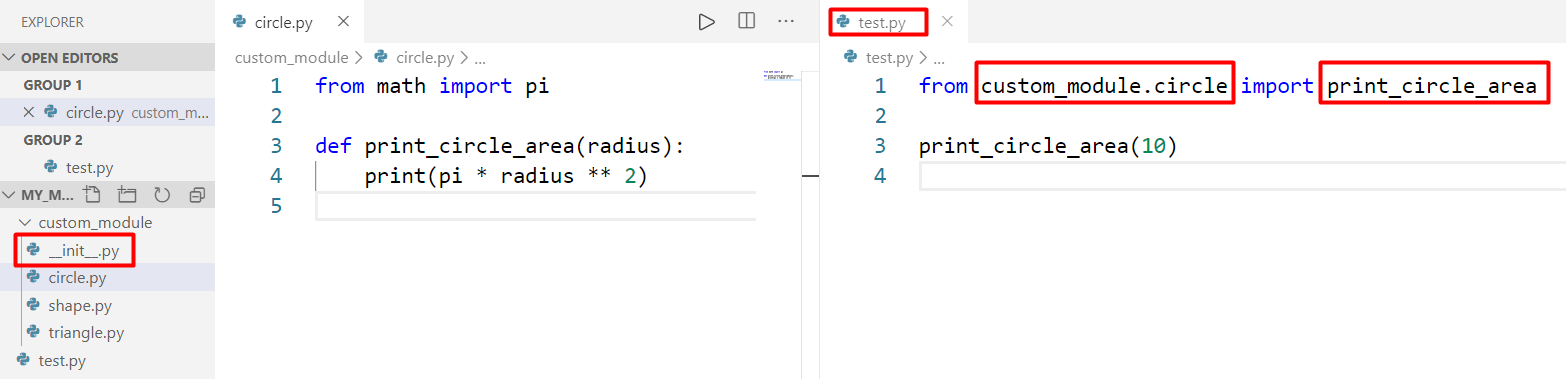 EXPLORER
OPEN EDITORS
GROUP 1
circle.py custom_m...
GROUP 2
test.py
MY_M...
custom_module
__init__.py
circle.py
shape.py
triangle.py
test.py
circle.py
custom_module > circle.py > ...
1 from math import pi
2
3 def print_circle_area(radius):
4     print(pi * radius ** 2)
5
test.py
test.py > ...
1 from custom_module.circle import print_circle_area
2
3 print_circle_area(10)
4